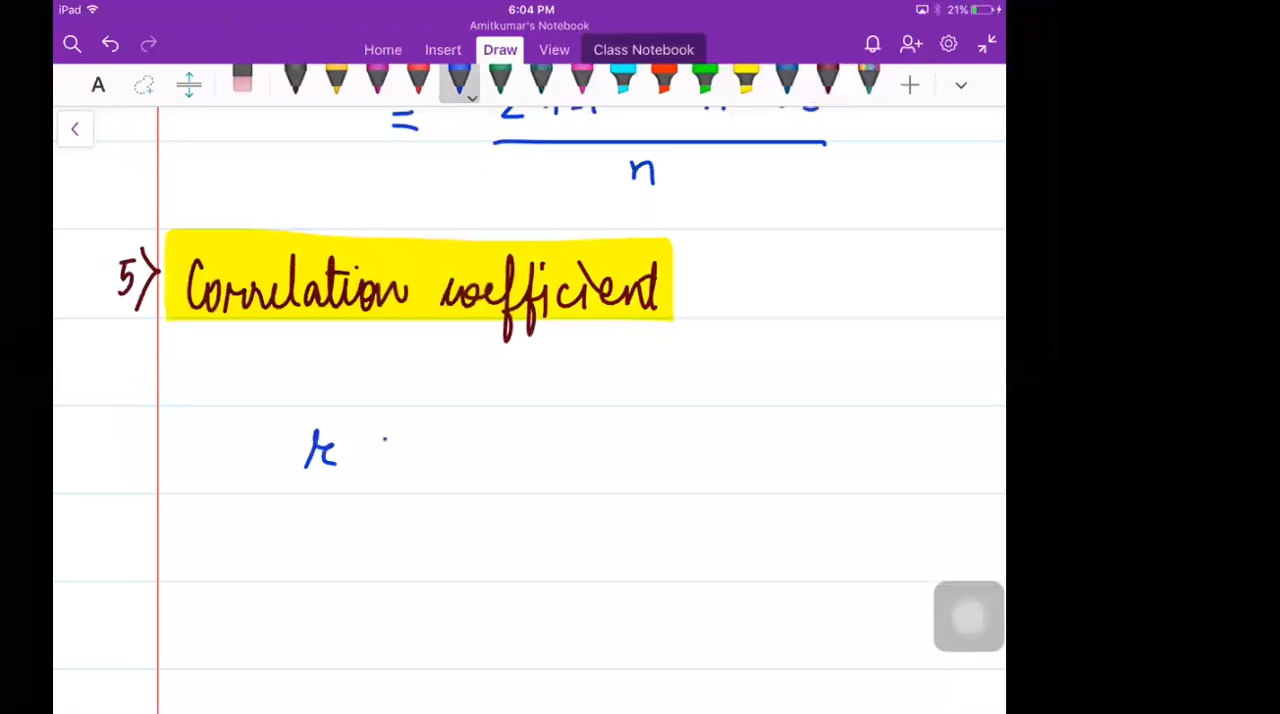 iPad 6:04 PM 21%
Amitkumar's Notebook
Home Insert Draw View Class Notebook
A
=
n
5) Correlation coefficient
r